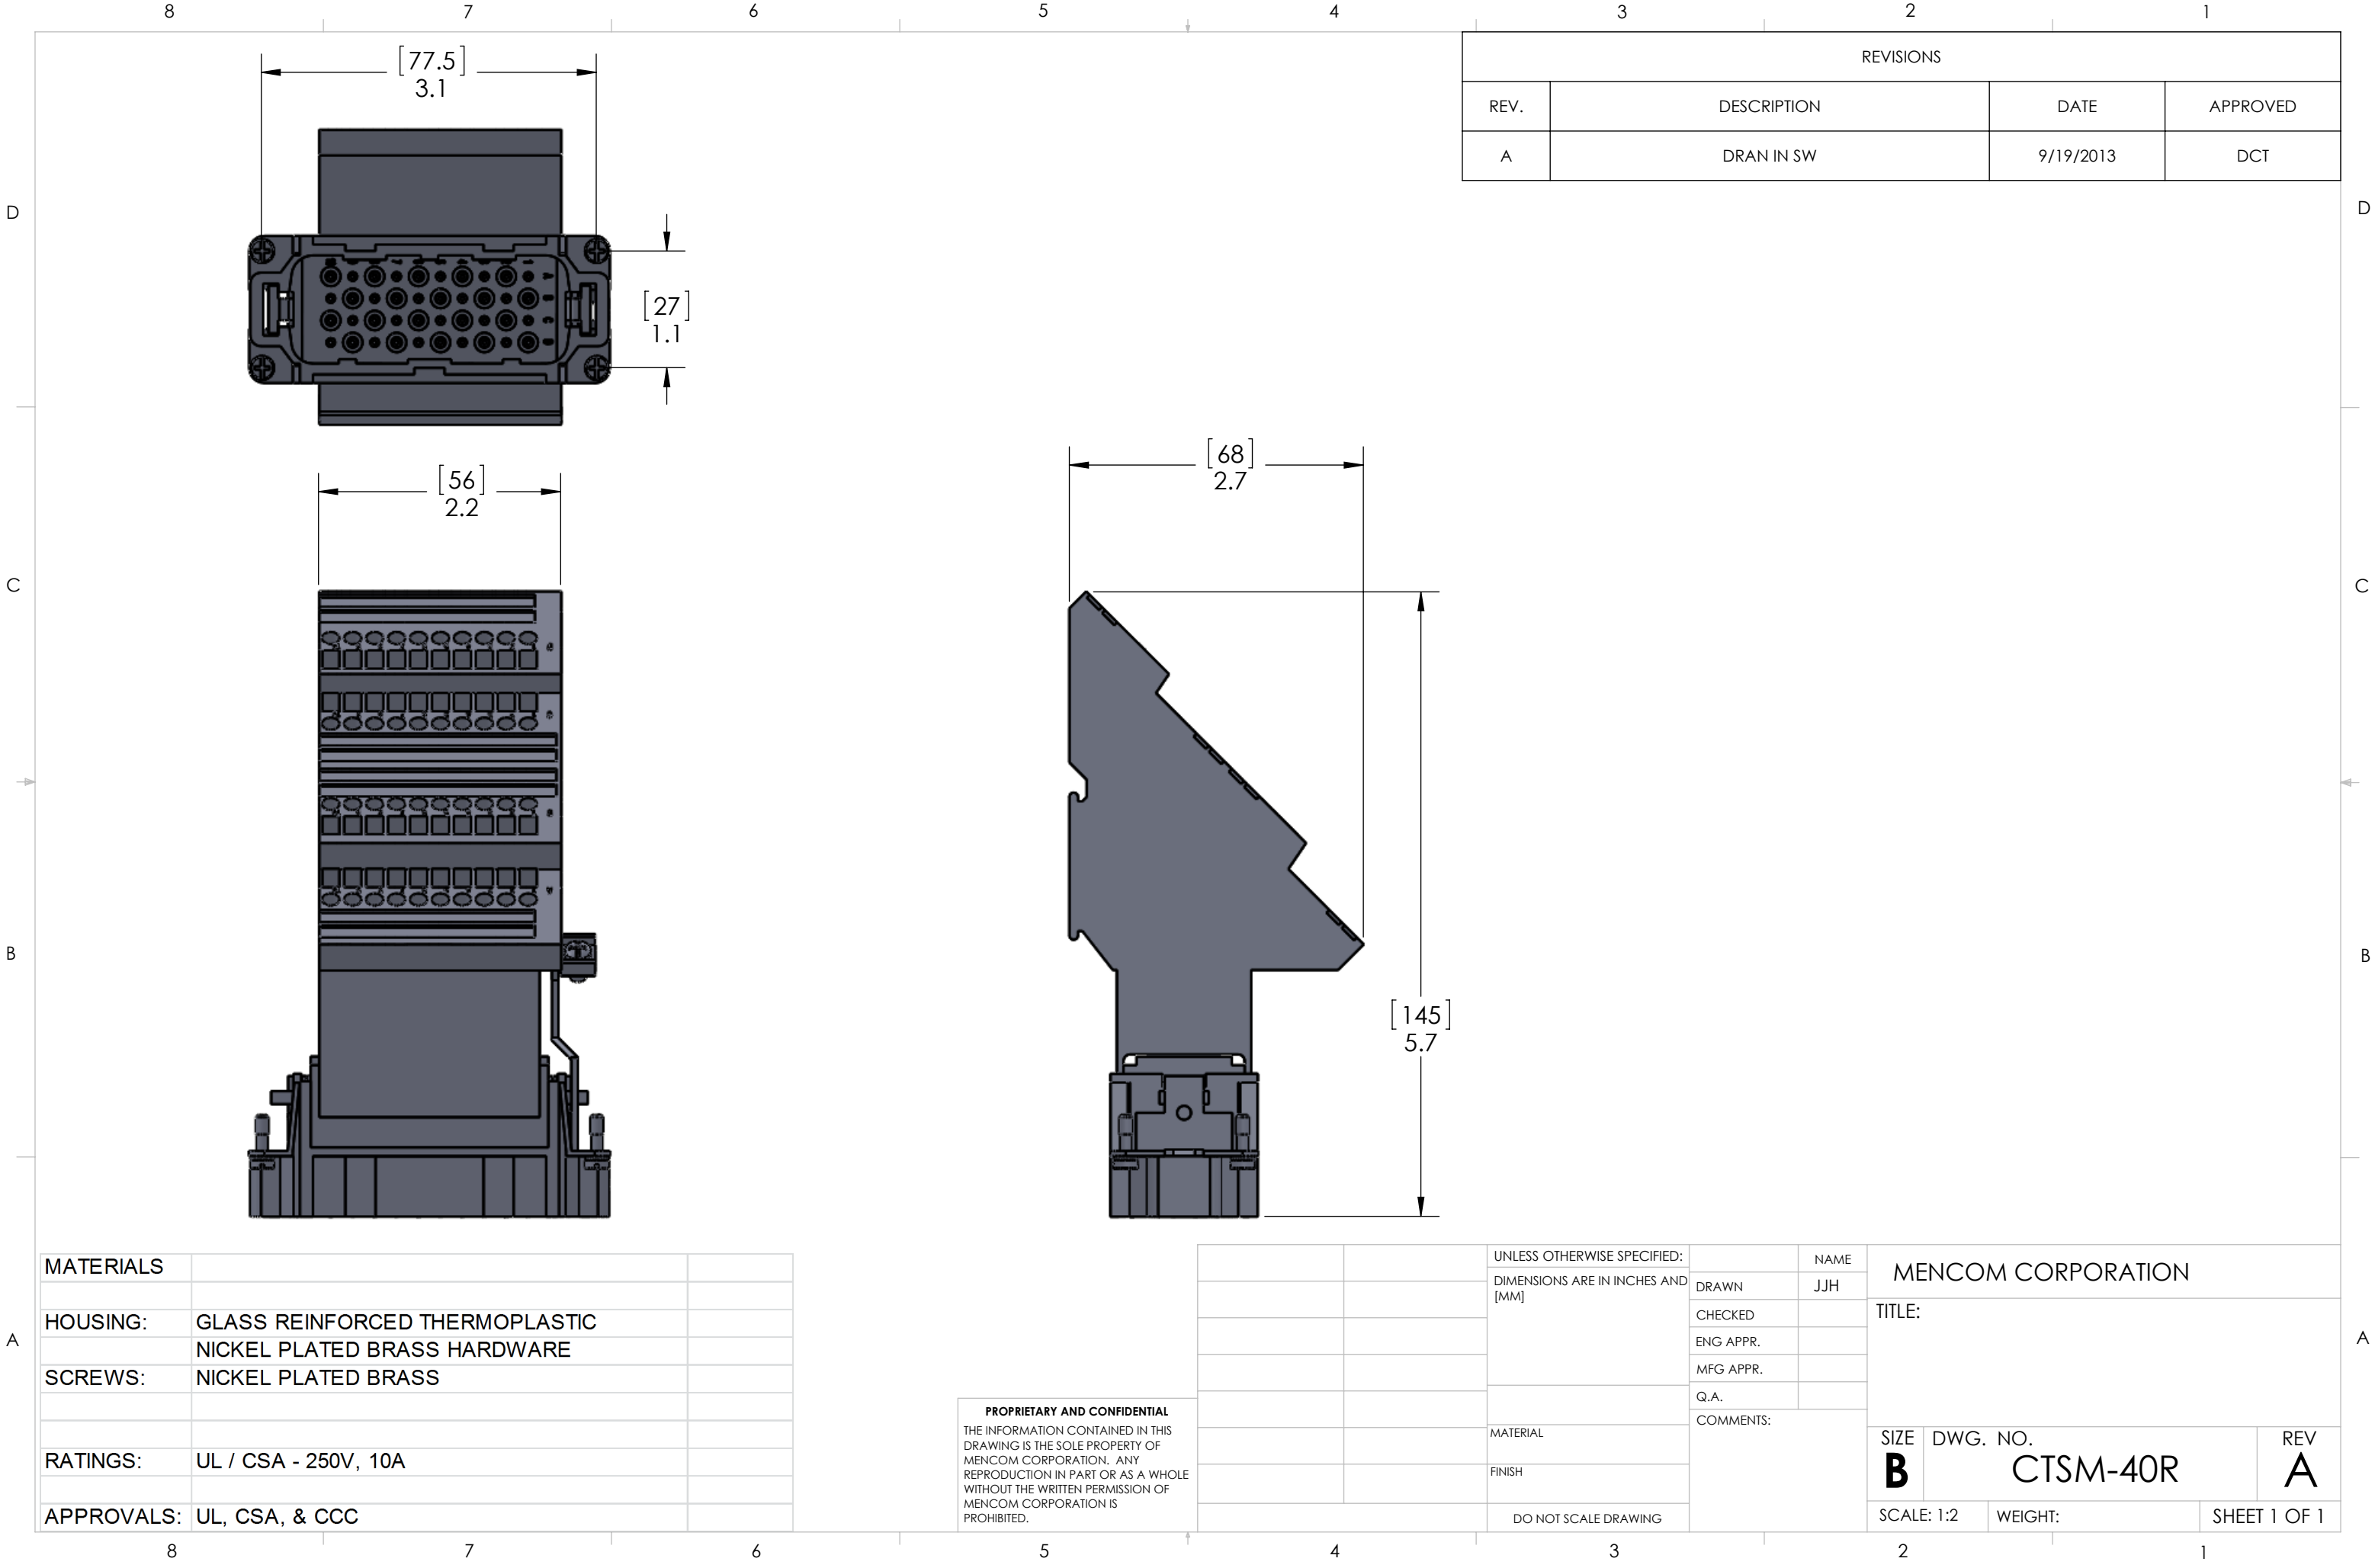 8 7 6 5 4 3 2 1
REVISIONS
REV. DESCRIPTION DATE APPROVED
A DRAN IN SW 9/19/2013 DCT
[77.5]
3.1
D D
[27]
1.1
[56]
2.2
[68]
2.7
C C
B B
[145]
5.7
MATERIALS
HOUSING: GLASS REINFORCED THERMOPLASTIC
NICKEL PLATED BRASS HARDWARE
SCREWS: NICKEL PLATED BRASS
RATINGS: UL / CSA - 250V, 10A
APPROVALS: UL, CSA, & CCC
A A
PROPRIETARY AND CONFIDENTIAL
THE INFORMATION CONTAINED IN THIS
DRAWING IS THE SOLE PROPERTY OF
MENCOM CORPORATION. ANY
REPRODUCTION IN PART OR AS A WHOLE
WITHOUT THE WRITTEN PERMISSION OF
MENCOM CORPORATION IS
PROHIBITED.
UNLESS OTHERWISE SPECIFIED:
DIMENSIONS ARE IN INCHES AND
[MM]
MATERIAL
FINISH
DO NOT SCALE DRAWING
NAME
DRAWN JJH
CHECKED
ENG APPR.
MFG APPR.
Q.A.
COMMENTS:
MENCOM CORPORATION
TITLE:
SIZE DWG. NO. REV
B CTSM-40R A
SCALE: 1:2 WEIGHT: SHEET 1 OF 1
8 7 6 5 4 3 2 1